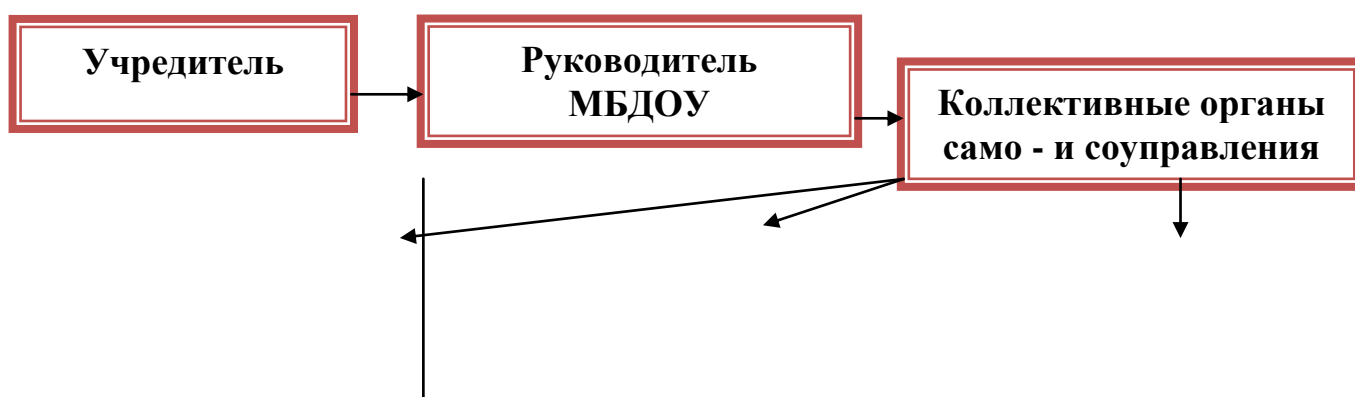 Учредитель
Руководитель
МБДОУ
Коллективные органы
само - и соуправления